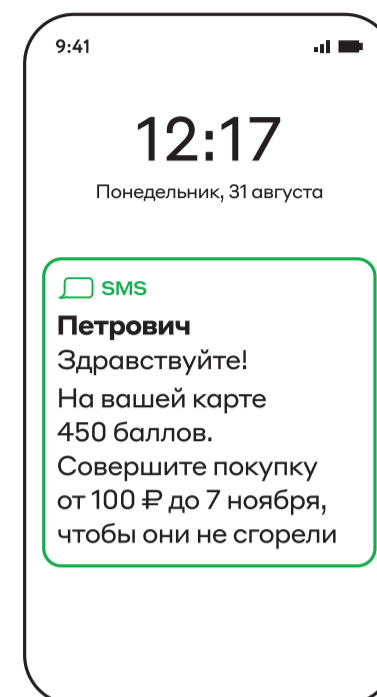 9:41
12:17
Понедельник, 31 августа
SMS
Петрович
Здравствуйте!
На вашей карте
450 баллов.
Совершите покупку
от 100 ₽ до 7 ноября,
чтобы они не сгорели